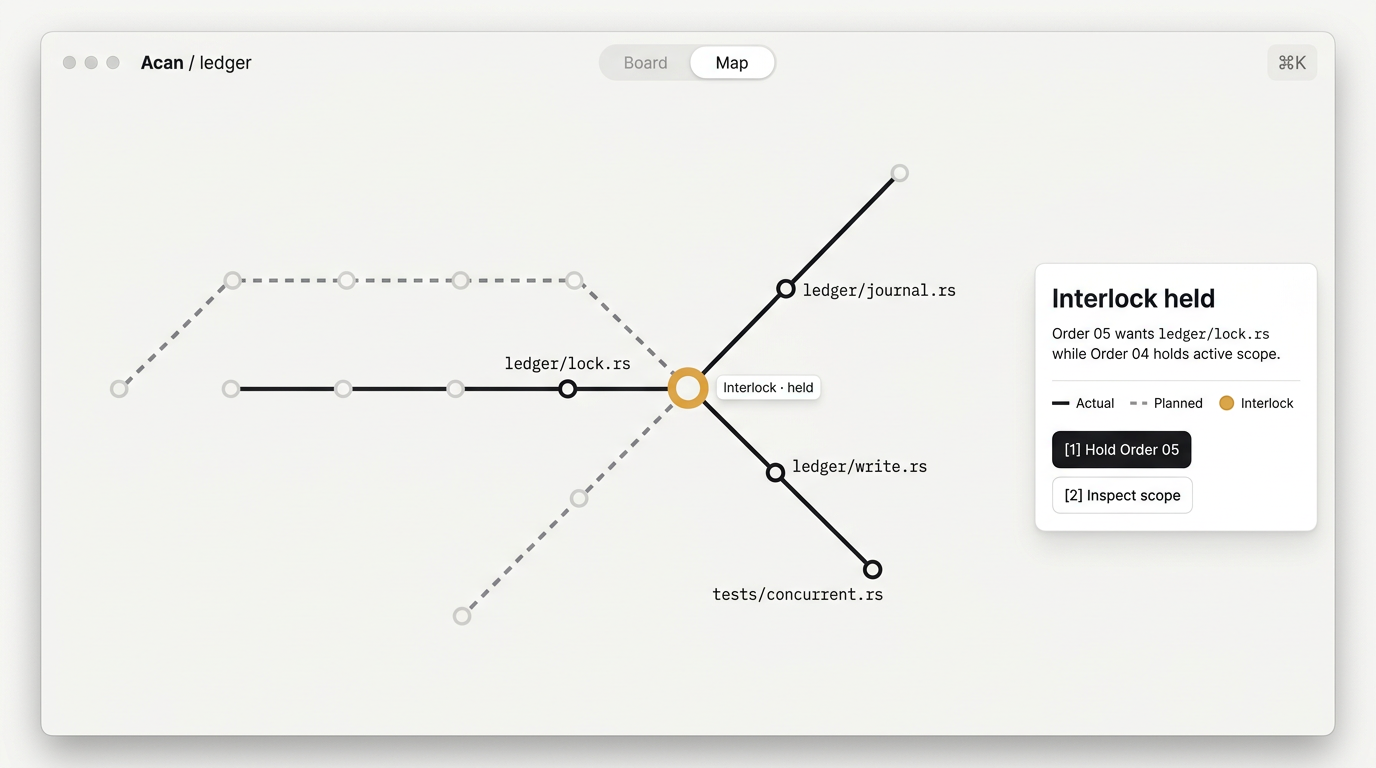 Acan / ledger
Board
Map
⌘K
ledger/journal.rs
ledger/lock.rs
Interlock · held
ledger/write.rs
tests/concurrent.rs
Interlock held
Order 05 wants ledger/lock.rs
while Order 04 holds active scope.
Actual
Planned
Interlock
[1] Hold Order 05
[2] Inspect scope